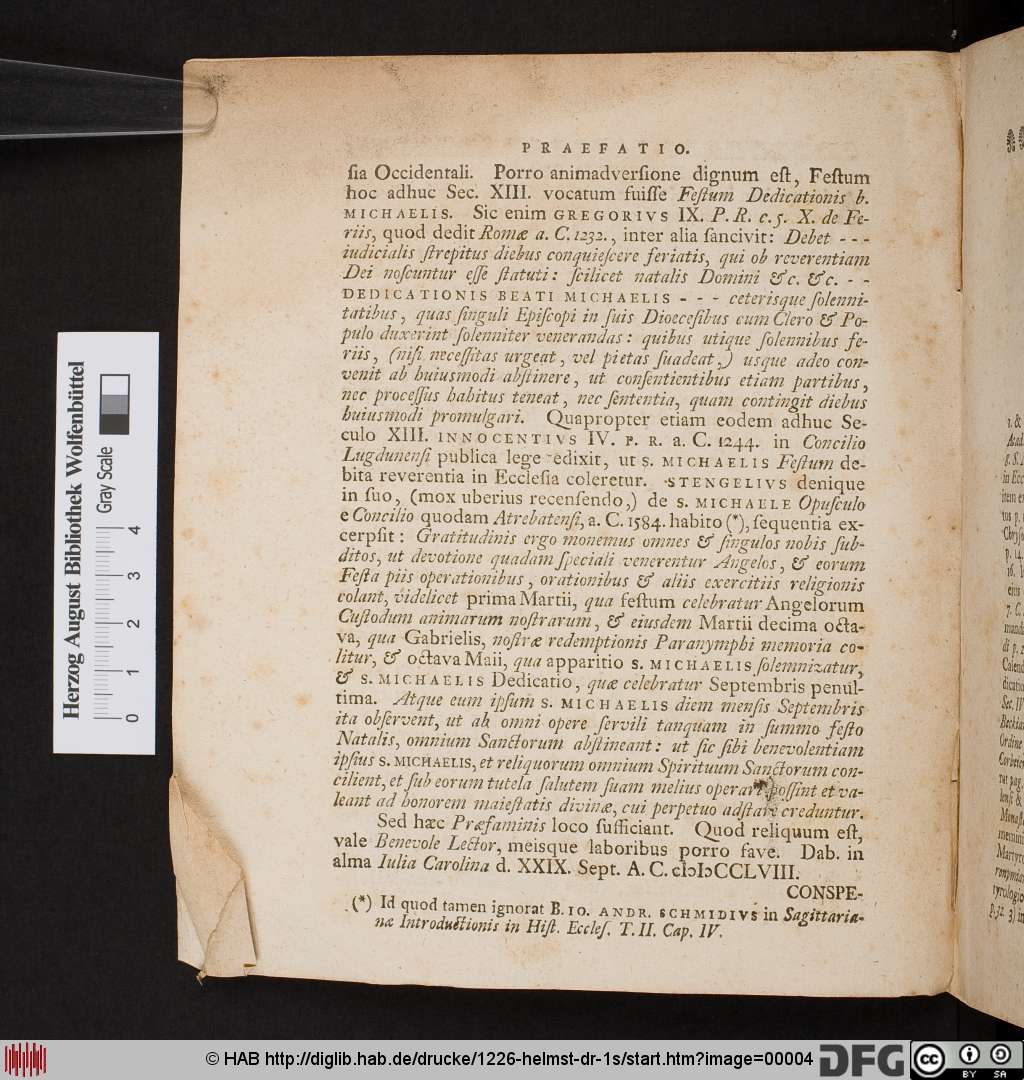 PRAEFATIO.
ſia Occidentali. Porro animadverſione dignum eſt, Feſtum
hoc adhuc Sec. XIII. vocatum fuiſſe Feſtum Dedicationis b.
MICHAELIS. Sic enim GREGORIVS IX. P. R. c. 5. X. de Fe-
riis, quod dedit Romæ a. C. 1232., inter alia ſancivit: Debet - - -
iudicialis ſtrepitus diebus conquieſcere feriatis, qui ob reverentiam
Dei noſcuntur eſſe ſtatuti: ſcilicet natalis Domini &c. &c. - -
DEDICATIONIS BEATI MICHAELIS - - - ceterisque ſolenni-
tatibus, quas ſinguli Epiſcopi in ſuis Dioeceſibus cum Clero & Po-
pulo duxerint ſolenniter venerandas: quibus utique ſolennibus fe-
riis, (niſi neceſſitas urgeat, vel pietas ſuadeat,) usque adeo con-
venit ab huiusmodi abſtinere, ut conſentientibus etiam partibus,
nec proceſſus habitus teneat, nec ſententia, quam contingit diebus
huiusmodi promulgari. Quapropter etiam eodem adhuc Se-
culo XIII. INNOCENTIVS IV. P. R. a. C. 1244. in Concilio
Lugdunenſi publica lege edixit, ut S. MICHAELIS Feſtum de-
bita reverentia in Eccleſia coleretur. STENGELIVS denique
in ſuo, (mox uberius recenſendo,) de S. MICHAELE Opuſculo
e Concilio quodam Atrebatenſi, a. C. 1584. habito (*), ſequentia ex-
cerpſit: Gratitudinis ergo monemus omnes & ſingulos nobis ſub-
ditos, ut devotione quadam ſpeciali venerentur Angelos, & eorum
Feſta piis operationibus, orationibus & aliis exercitiis religionis
colant, videlicet prima Martii, qua feſtum celebratur Angelorum
Cuſtodum animarum noſtrarum, & eiusdem Martii decima octa-
va, qua Gabrielis, noſtræ redemptionis Paranymphi memoria co-
litur, & octava Maii, qua apparitio S. MICHAELIS ſolemnizatur,
& S. MICHAELIS Dedicatio, quæ celebratur Septembris penul-
tima. Atque eum ipſum S. MICHAELIS diem menſis Septembris
ita obſervent, ut ab omni opere ſervili tanquam in ſummo feſto
Natalis, omnium Sanctorum abſtineant: ut ſic ſibi benevolentiam
ipſius S. MICHAELIS, et reliquorum omnium Spirituum Sanctorum con-
cilient, et ſub eorum tutela ſalutem ſuam melius operari poſſint et va-
leant ad honorem maieſtatis divinæ, cui perpetuo adſtare creduntur.
Sed hæc Præfaminis loco ſufficiant. Quod reliquum eſt,
vale Benevole Lector, meisque laboribus porro fave. Dab. in
alma Iulia Carolina d. XXIX. Sept. A. C. cIↄIↄCCLVIII.
CONSPE-
(*) Id quod tamen ignorat B. IO. ANDR. SCHMIDIVS in Sagittaria-
næ Introductionis in Hiſt. Eccleſ. T. II. Cap. IV.
Herzog August Bibliothek Wolfenbüttel
Gray Scale
0 1 2 3 4
© HAB http://diglib.hab.de/drucke/1226-helmst-dr-1s/start.htm?image=00004
DFG
cc BY SA